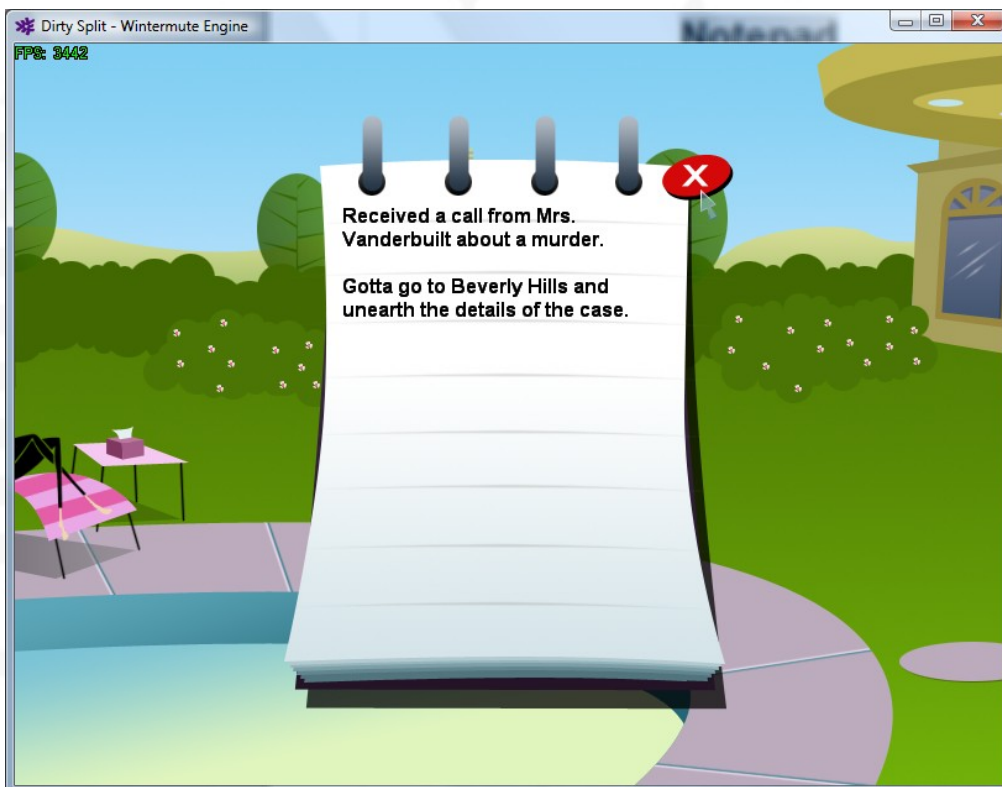 Dirty Split - Wintermute Engine
Notepad
FPS: 3442
X
Received a call from Mrs.
Vanderbuilt about a murder.
Gotta go to Beverly Hills and
unearth the details of the case.